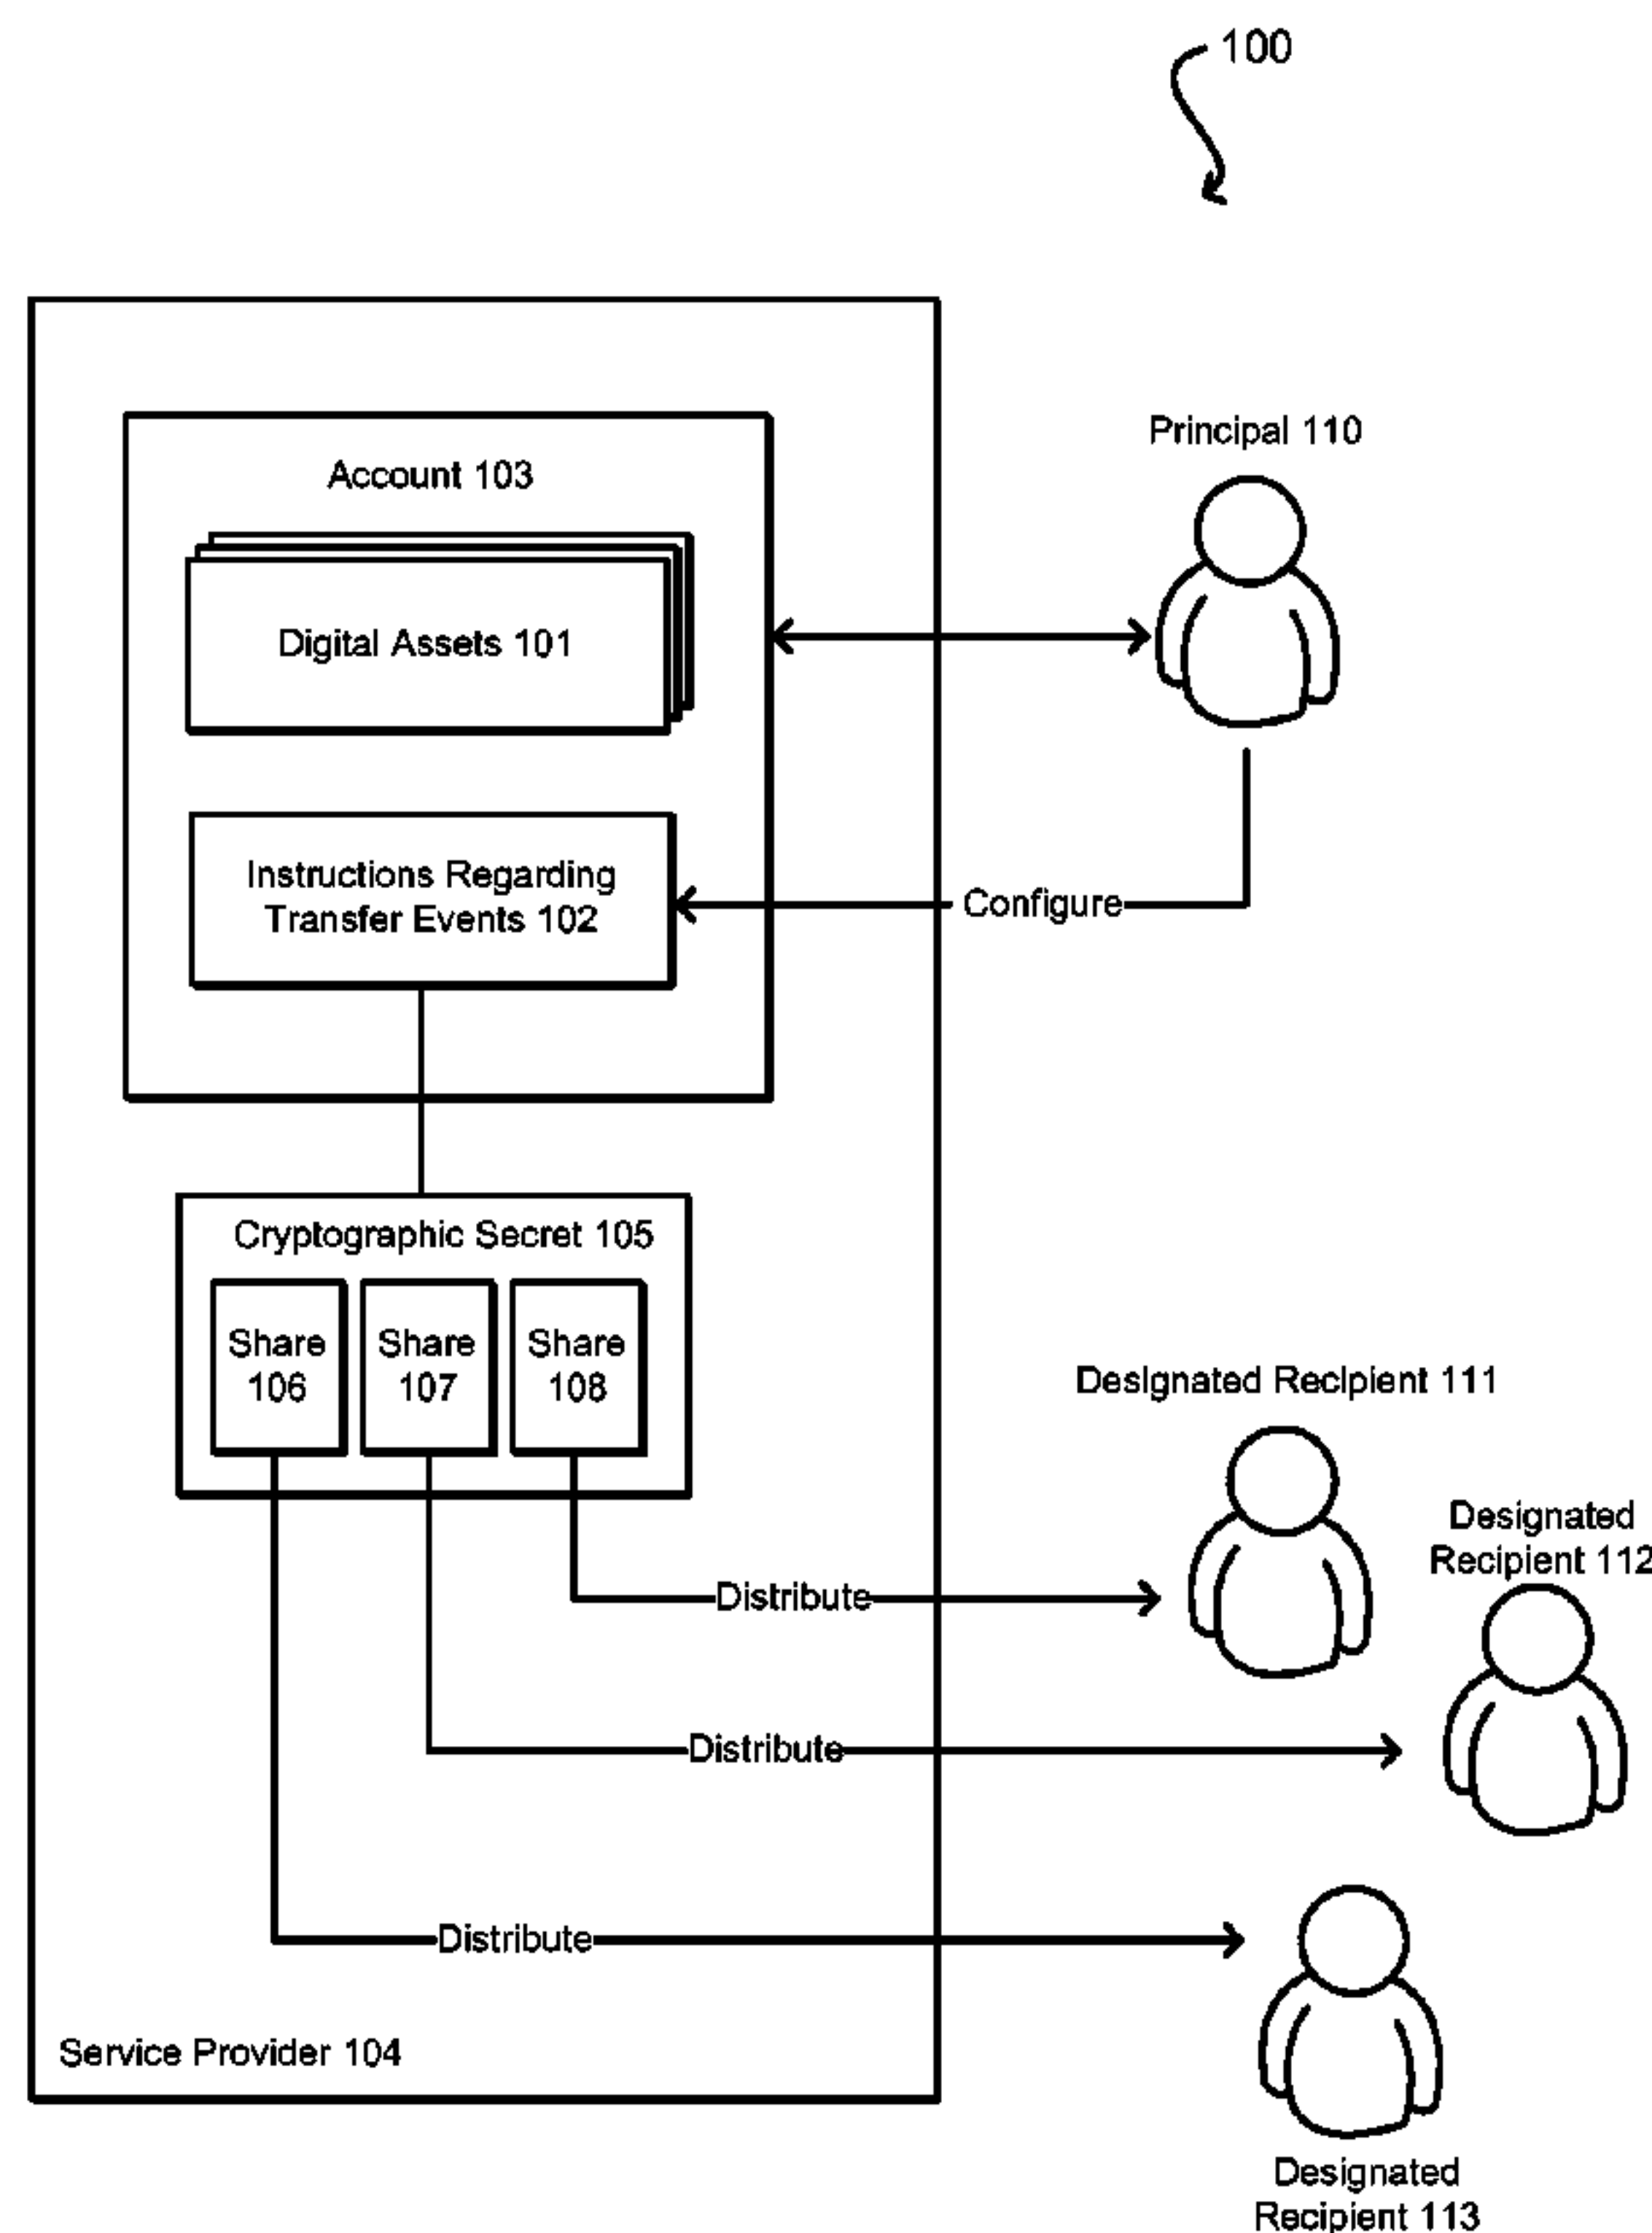 100
Principal 110
Account 103
Digital Assets 101
Instructions Regarding
Transfer Events 102
Configure
Cryptographic Secret 105
Share
106
Share
107
Share
108
Designated Recipient 111
Designated
Recipient 112
Distribute
Distribute
Distribute
Service Provider 104
Designated
Recipient 113